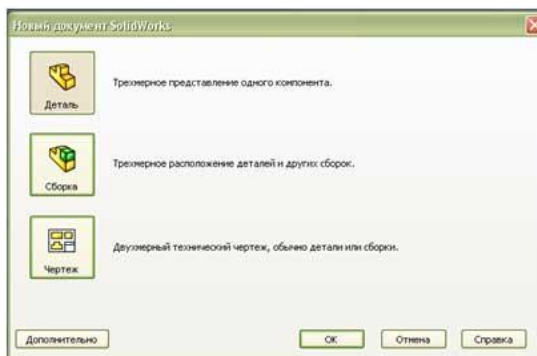 Новый документ SolidWorks
Деталь
Трехмерное представление одного компонента.
Сборка
Трехмерное расположение деталей и других сборок.
Чертеж
Двухмерный технический чертеж, обычно детали или сборки.
Дополнительно
ОК
Отмена
Справка